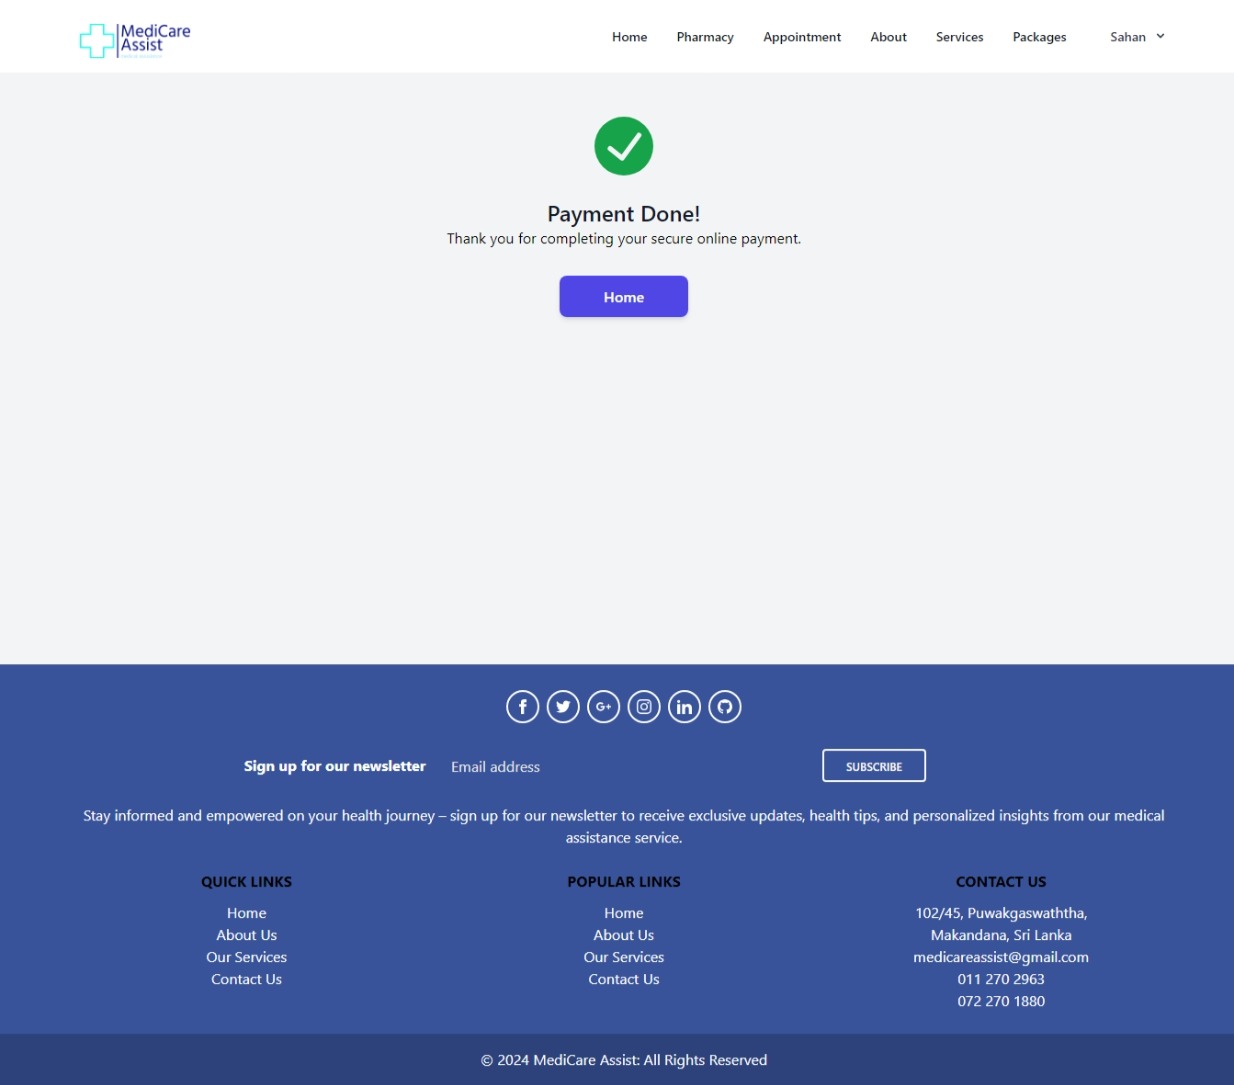 MediCare
Assist
Home Pharmacy Appointment About Services Packages Sahan
Payment Done!
Thank you for completing your secure online payment.
Home
Sign up for our newsletter Email address SUBSCRIBE
Stay informed and empowered on your health journey – sign up for our newsletter to receive exclusive updates, health tips, and personalized insights from our medical
assistance service.
QUICK LINKS
Home
About Us
Our Services
Contact Us
POPULAR LINKS
Home
About Us
Our Services
Contact Us
CONTACT US
102/45, Puwakgaswaththa,
Makandana, Sri Lanka
medicareassist@gmail.com
011 270 2963
072 270 1880
© 2024 MediCare Assist: All Rights Reserved